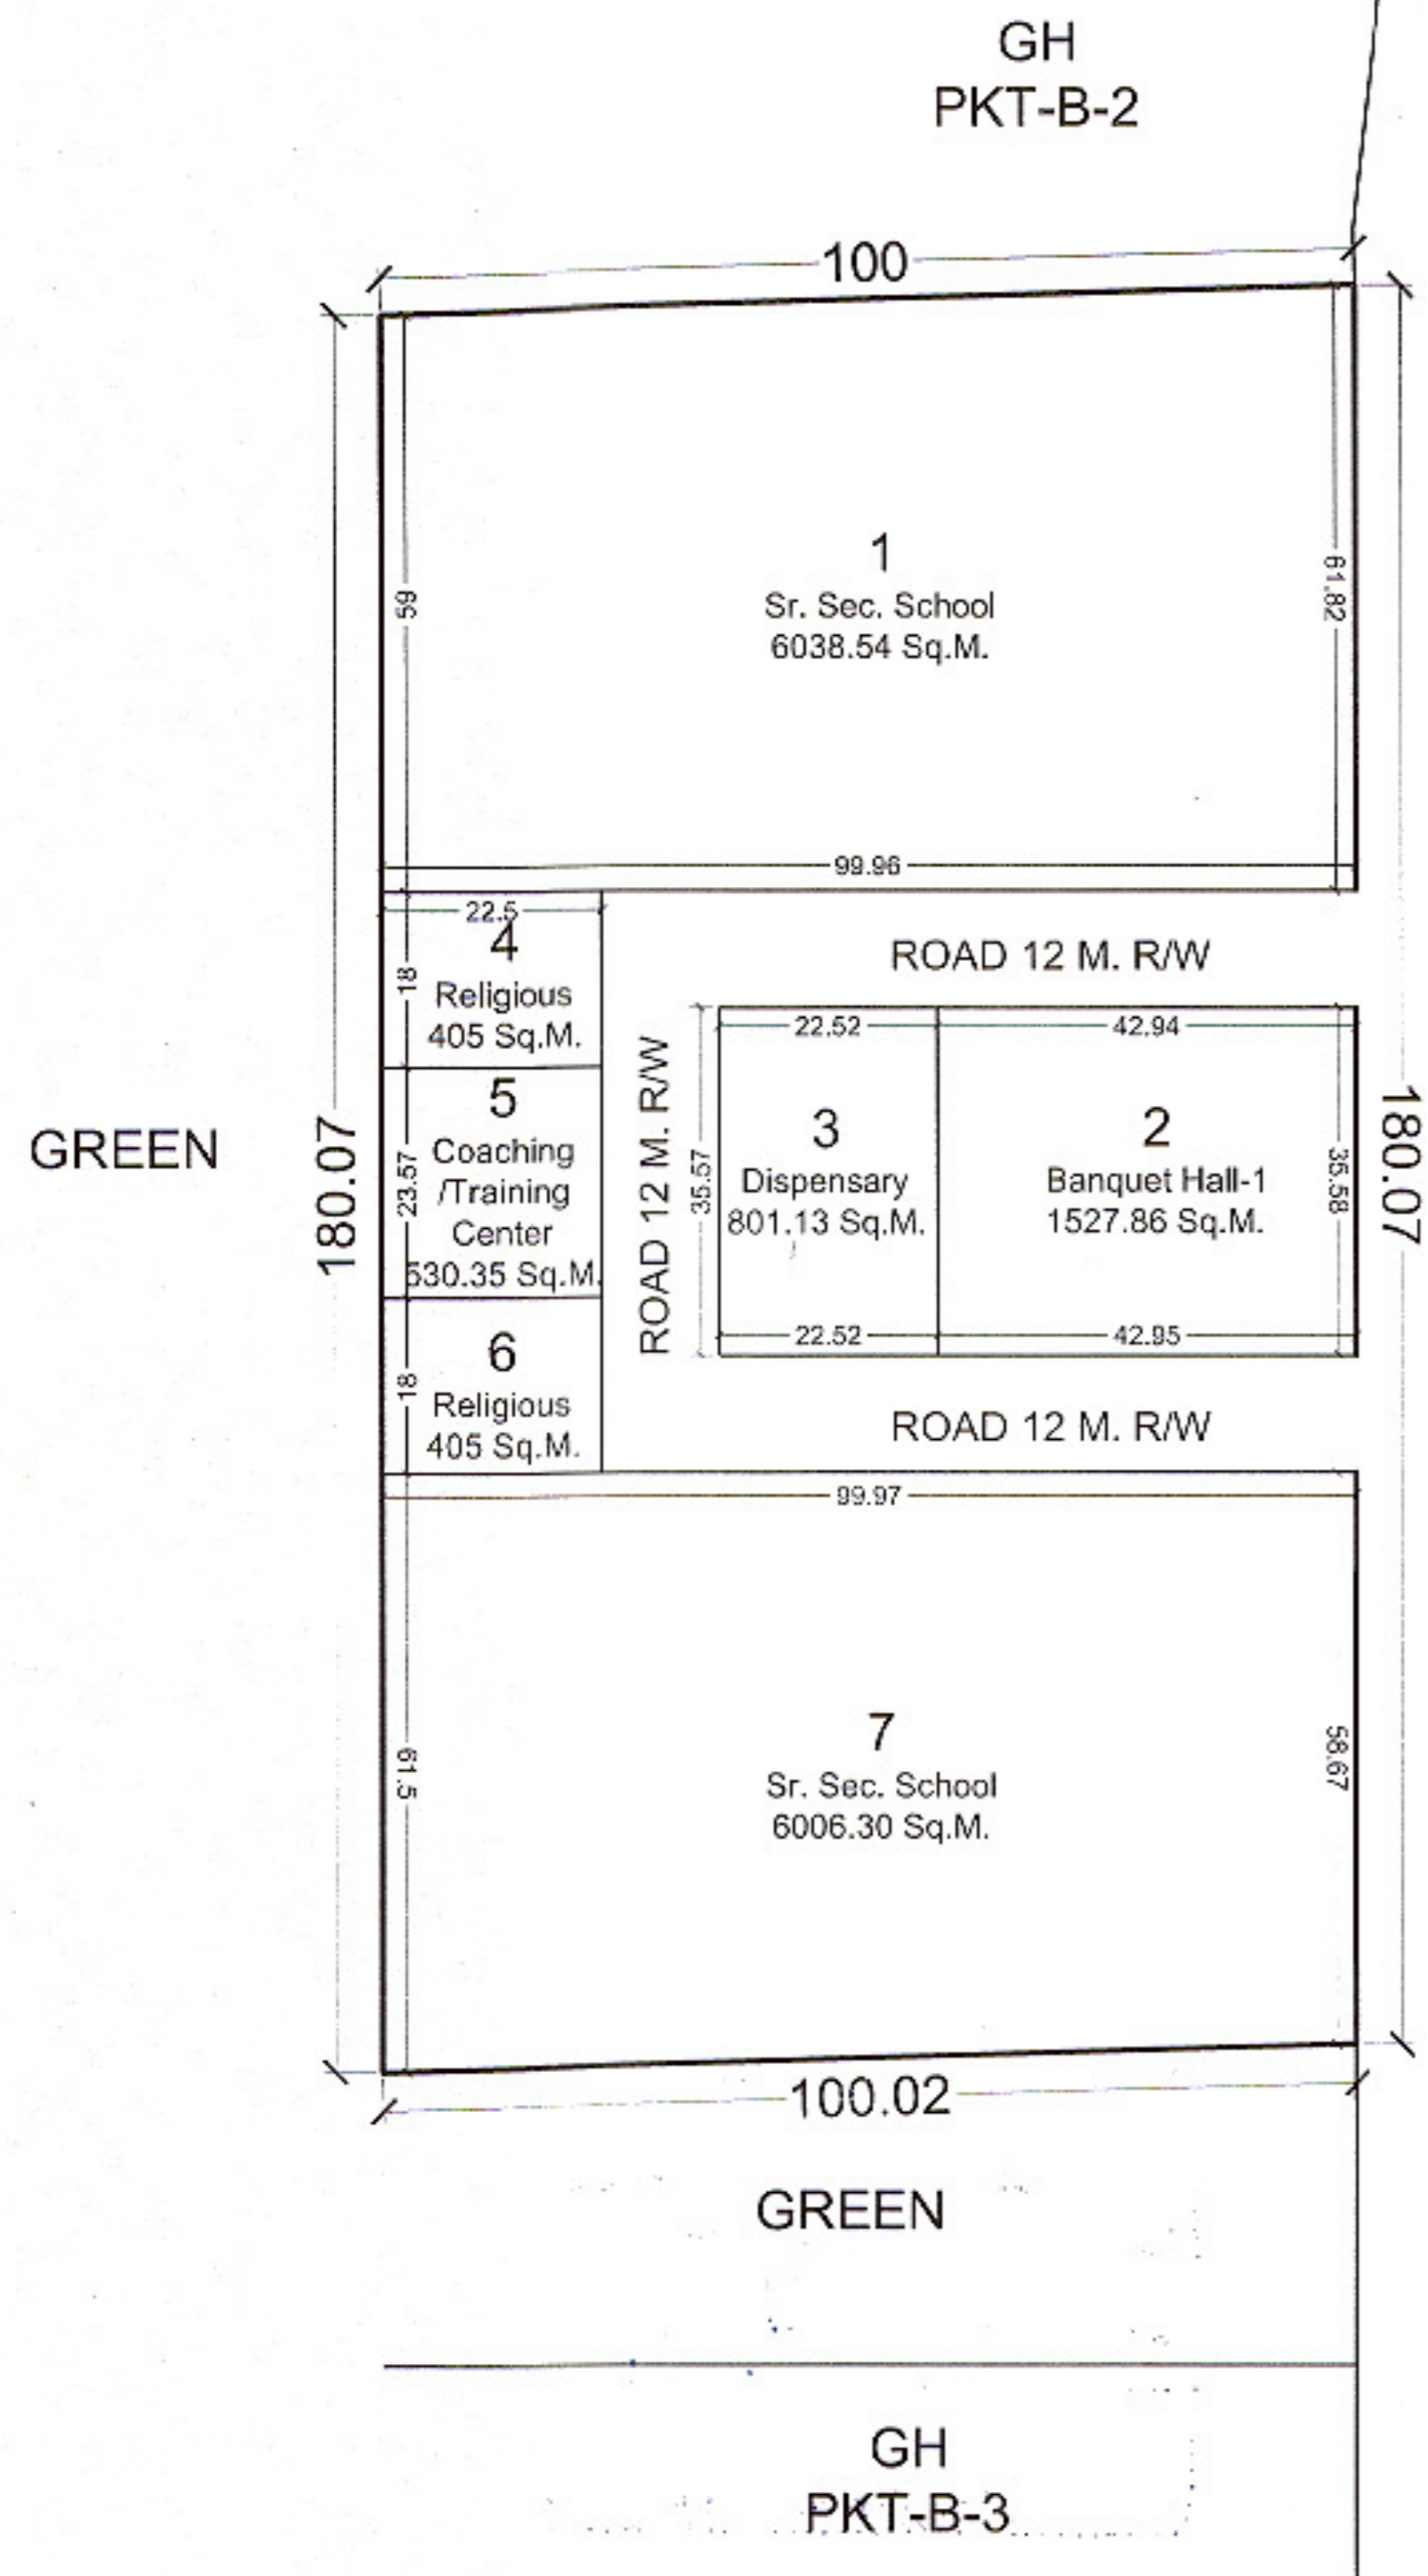 GH
PKT-B-2
100
59
61.82
1
Sr. Sec. School
6038.54 Sq.M.
99.96
22.5
4
Religious
405 Sq.M.
18
ROAD 12 M. R/W
22.52
42.94
ROAD 12 M. R/W
35.57
3
Dispensary
801.13 Sq.M.
2
Banquet Hall-1
1527.86 Sq.M.
35.58
180.07
GREEN
180.07
23.57
5
Coaching
/Training
Center
530.35 Sq.M.
22.52
42.95
18
6
Religious
405 Sq.M.
ROAD 12 M. R/W
99.97
61.5
7
Sr. Sec. School
6006.30 Sq.M.
58.67
100.02
GREEN
GH
PKT-B-3